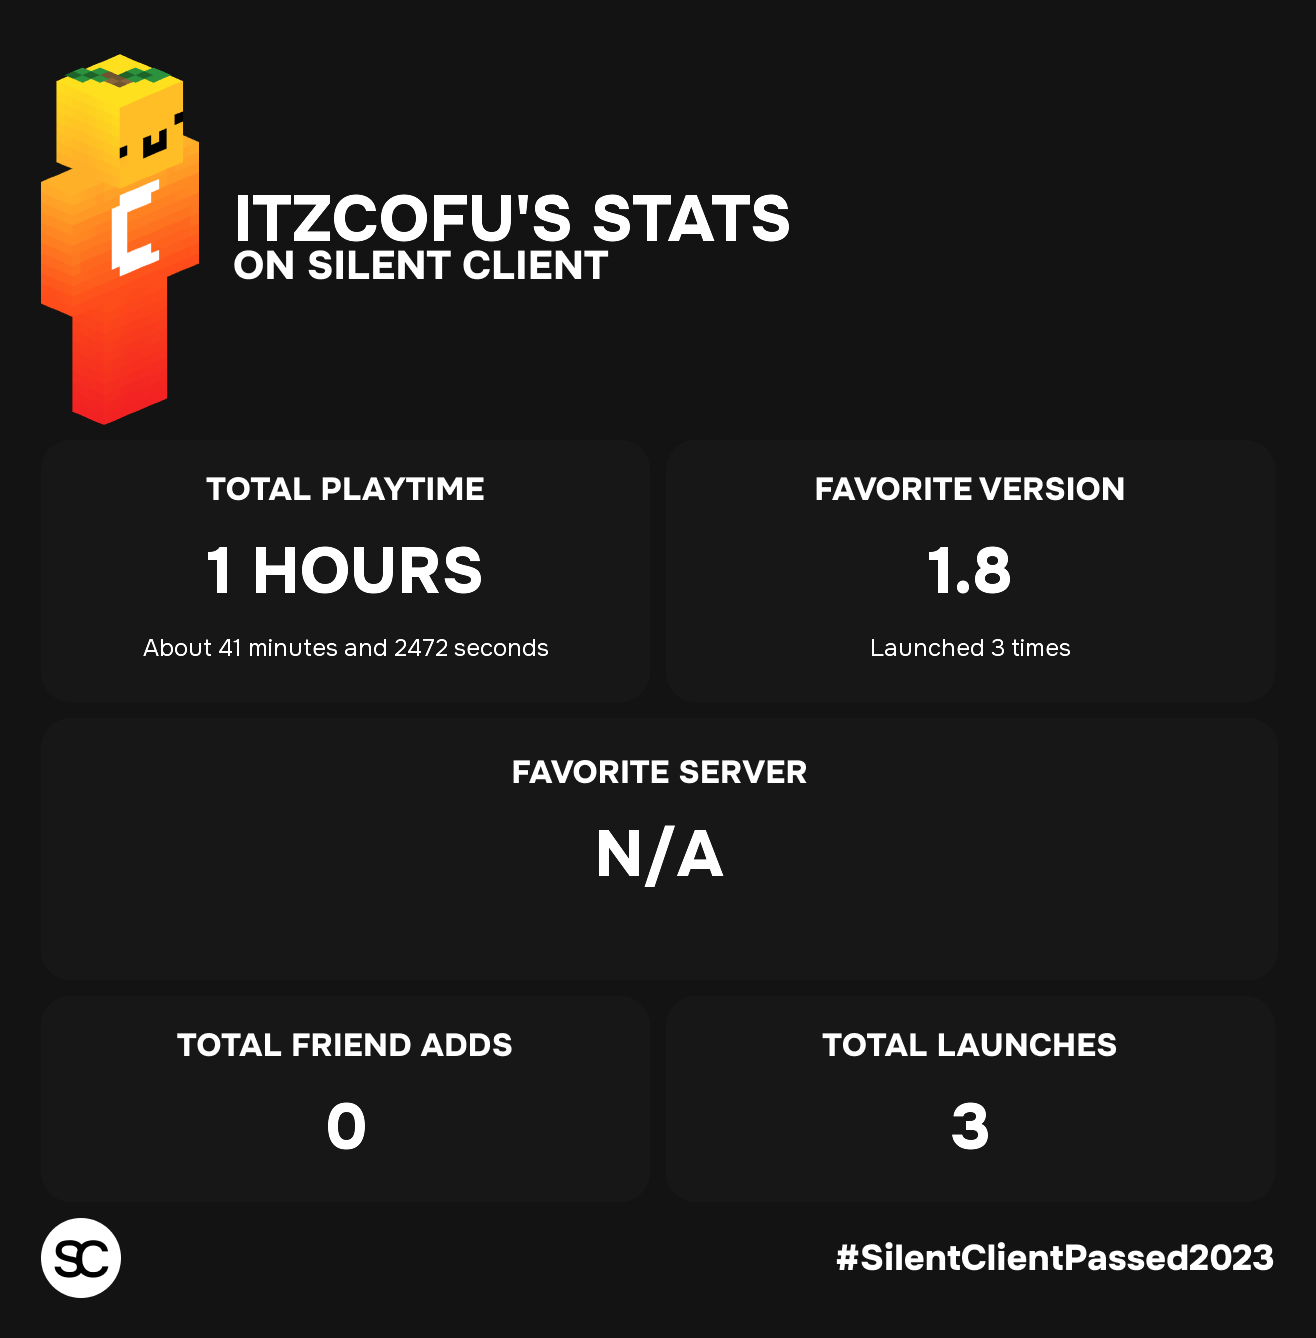 ITZCOFU'S STATS
ON SILENT CLIENT
TOTAL PLAYTIME
1 HOURS
About 41 minutes and 2472 seconds
FAVORITE VERSION
1.8
Launched 3 times
FAVORITE SERVER
N/A
TOTAL FRIEND ADDS
0
TOTAL LAUNCHES
3
SC
#SilentClientPassed2023